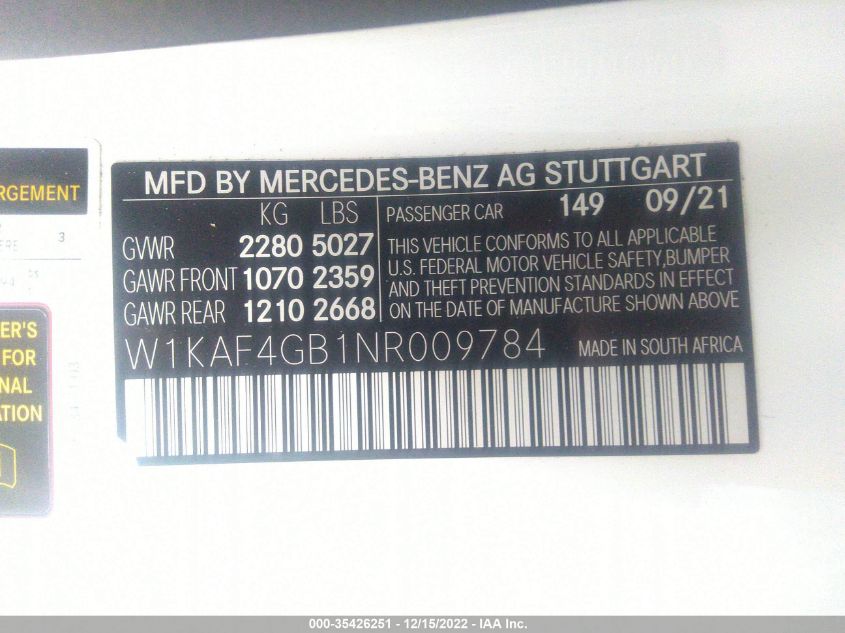 MFD BY MERCEDES-BENZ AG STUTTGART
KG LBS
PASSENGER CAR 149 09/21
GVWR 2280 5027
GAWR FRONT 1070 2359
GAWR REAR 1210 2668
THIS VEHICLE CONFORMS TO ALL APPLICABLE
U.S. FEDERAL MOTOR VEHICLE SAFETY,BUMPER
AND THEFT PREVENTION STANDARDS IN EFFECT
ON THE DATE OF MANUFACTURE SHOWN ABOVE
W1KAF4GB1NR009784 MADE IN SOUTH AFRICA
RGEMENT
3
ERE
ER'S
FOR
NAL
TION
000-35426251 - 12/15/2022 - IAA Inc.